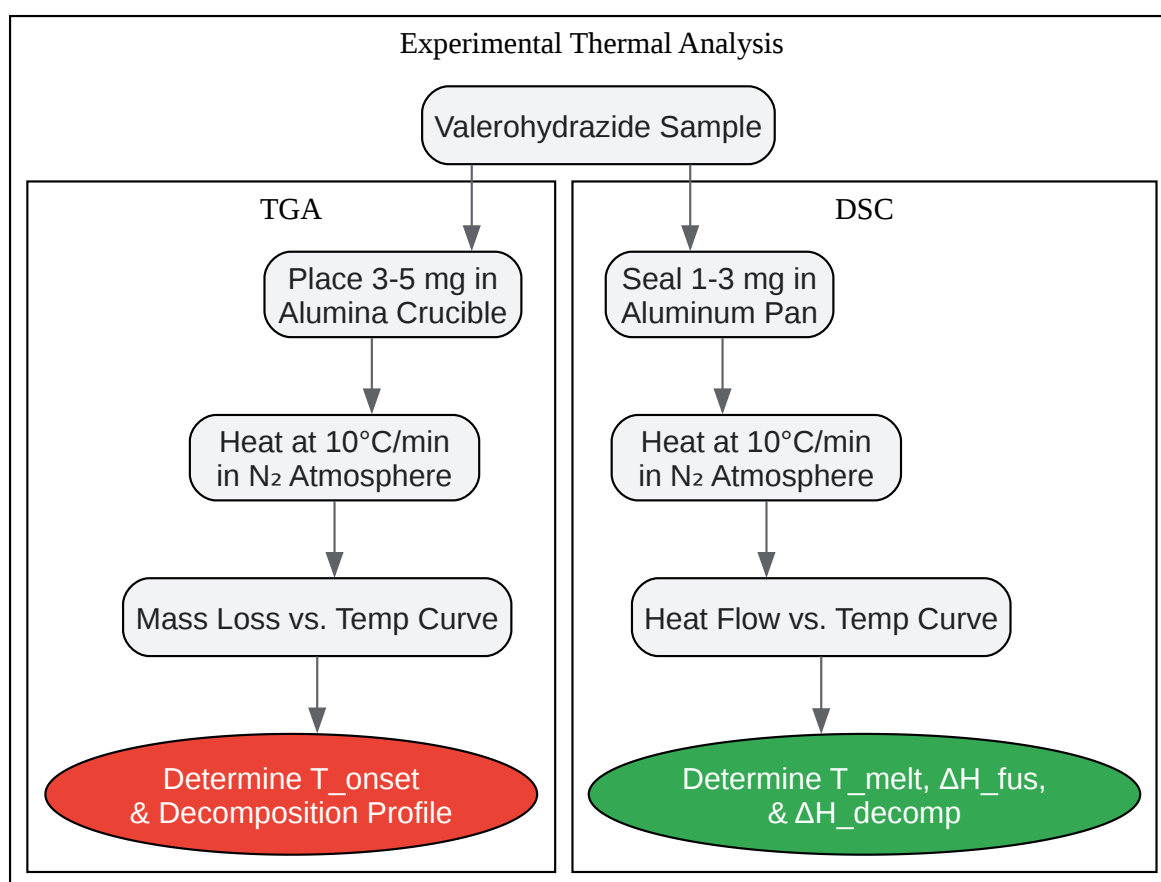 Experimental Thermal Analysis
Valerohydrazide Sample
TGA
Place 3-5 mg in
Alumina Crucible
Heat at 10°C/min
in N₂ Atmosphere
Mass Loss vs. Temp Curve
Determine T_onset
& Decomposition Profile
DSC
Seal 1-3 mg in
Aluminum Pan
Heat at 10°C/min
in N₂ Atmosphere
Heat Flow vs. Temp Curve
Determine T_melt, ΔH_fus,
& ΔH_decomp